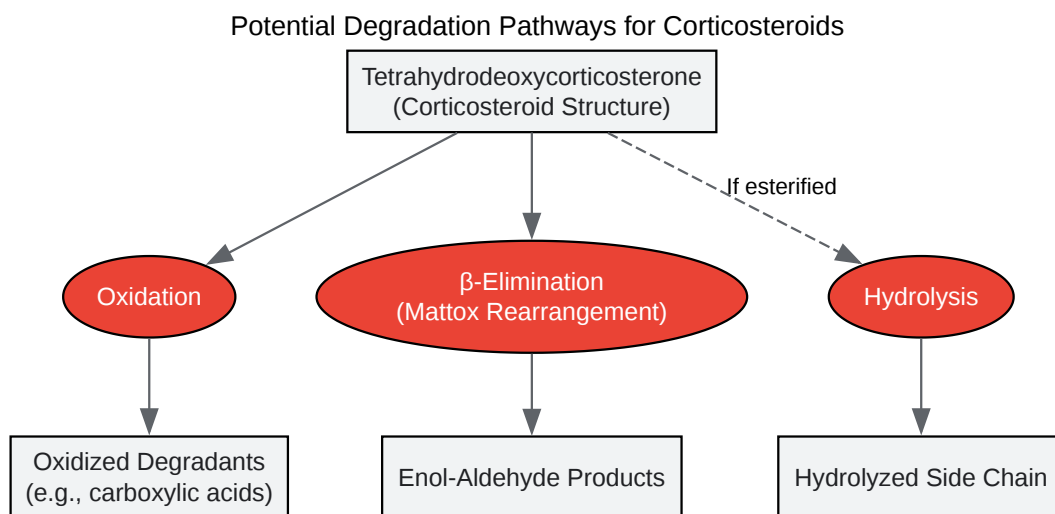 Potential Degradation Pathways for Corticosteroids
Tetrahydrodeoxycorticosterone
(Corticosteroid Structure)
If esterified
Oxidation
β-Elimination
(Mattox Rearrangement)
Hydrolysis
Oxidized Degradants
(e.g., carboxylic acids)
Enol-Aldehyde Products
Hydrolyzed Side Chain